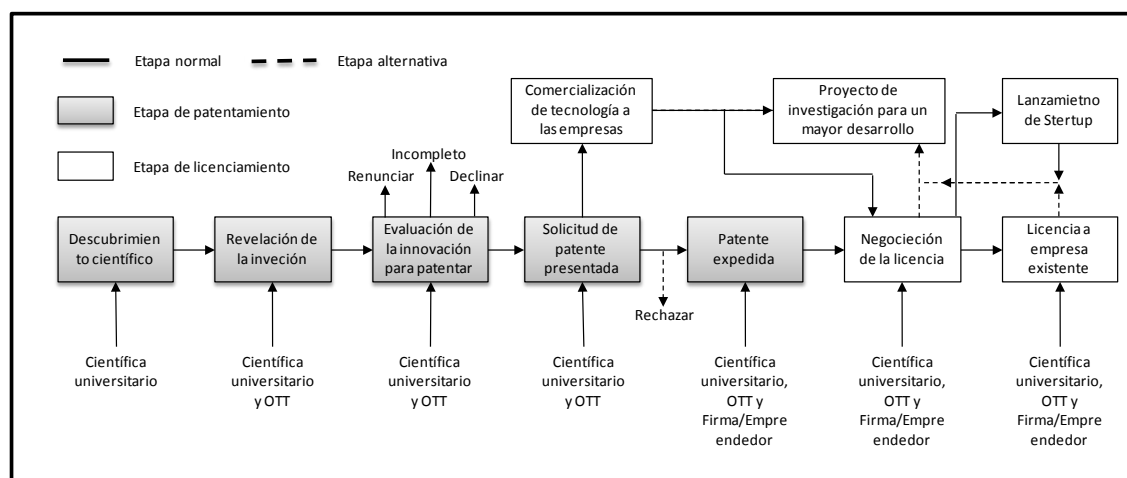 Etapa normal
Etapa alternativa
Etapa de patentamiento
Etapa de licenciamiento
Comercialización
de tecnología a
las empresas
Proyecto de
investigación para un
mayor desarrollo
Lanzamietno
de Stertup
Incompleto
Renunciar
Declinar
Descubrimien
to científico
Revelación de
la inveción
Evaluación de
la innovación
para patentar
Solicitud de
patente
presentada
Patente
expedida
Negocieción
de la licencia
Licencia a
empresa
existente
Rechazar
Científica
universitario
Científica
universitario
y OTT
Científica
universitario
y OTT
Científica
universitario
y OTT
Científica
universitario,
OTT y
Firma/Empre
endedor
Científica
universitario,
OTT y
Firma/Empre
endedor
Científica
universitario,
OTT y
Firma/Empre
endedor